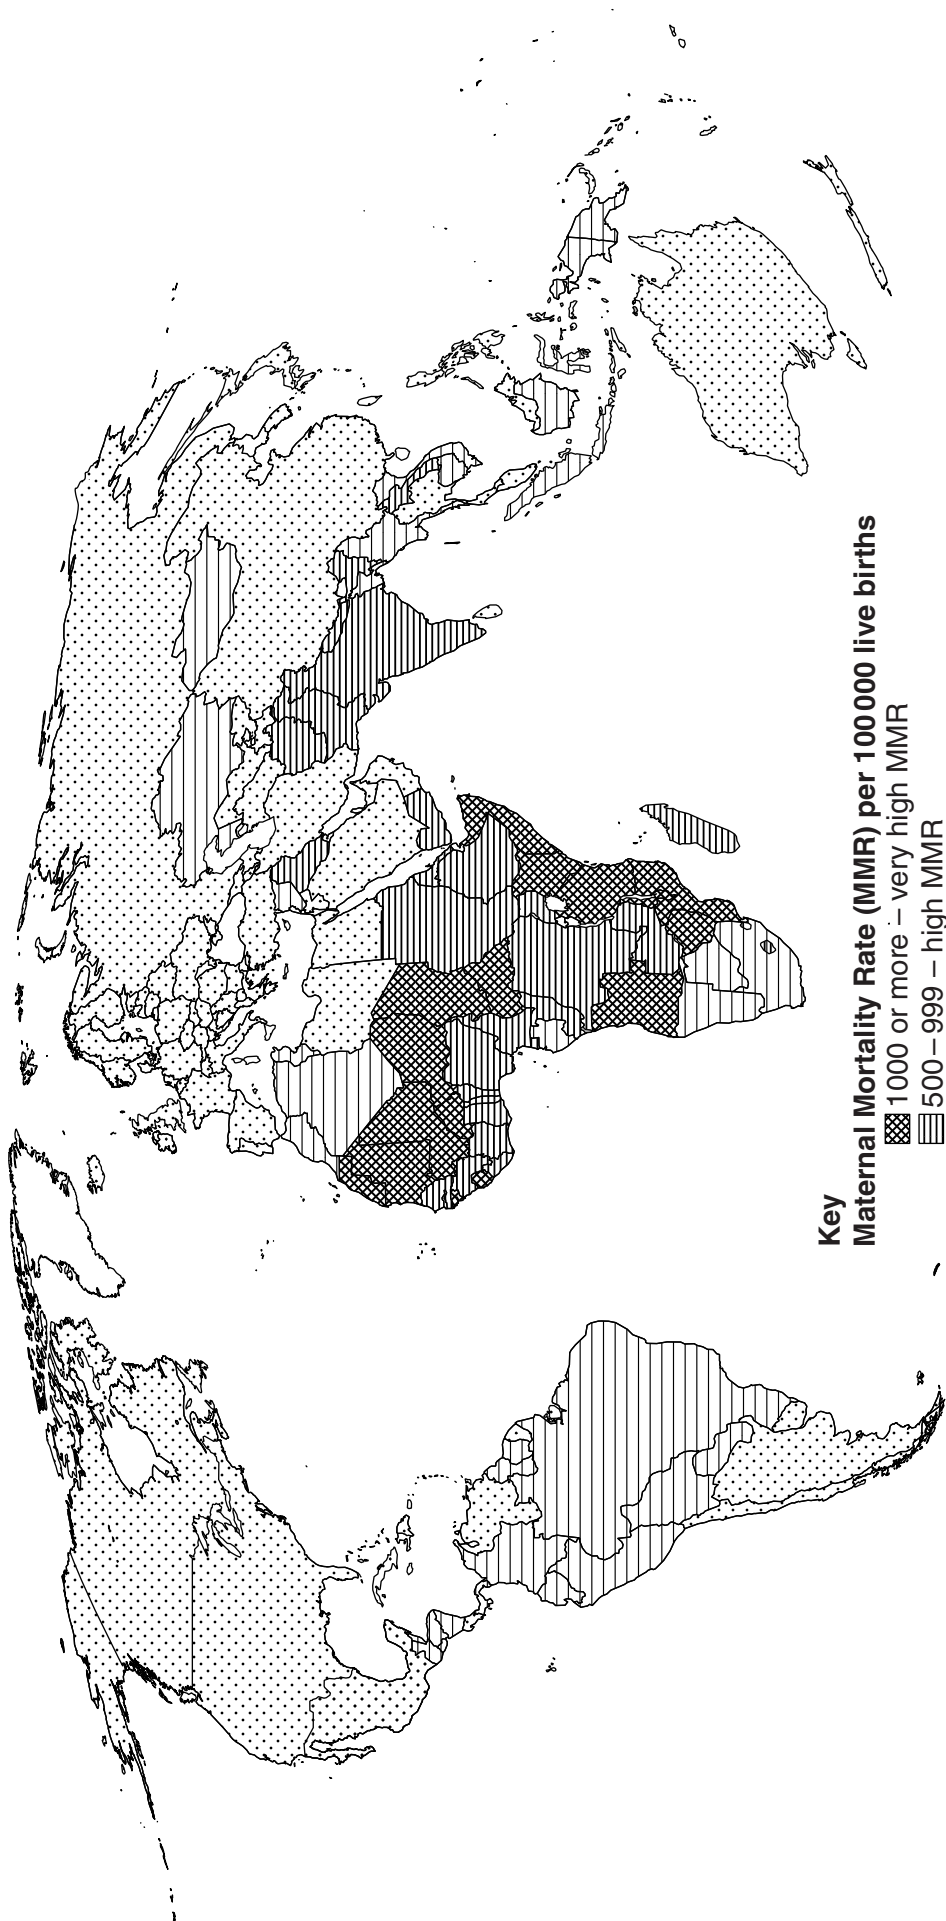 Key
Maternal Mortality Rate (MMR) per 100 000 live births
1000 or more – very high MMR
500 – 999 – high MMR